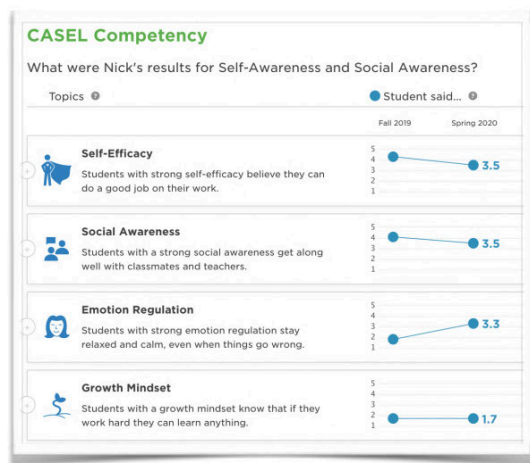 CASEL Competency
What were Nick's results for Self-Awareness and Social Awareness?
Topics ?
Student said... ?
Fall 2019 Spring 2020
Self-Efficacy
Students with strong self-efficacy believe they can
do a good job on their work.
5
4
3
2
1
3.5
Social Awareness
Students with a strong social awareness get along
well with classmates and teachers.
5
4
3
2
1
3.5
Emotion Regulation
Students with strong emotion regulation stay
relaxed and calm, even when things go wrong.
5
4
3
2
1
3.3
Growth Mindset
Students with a growth mindset know that if they
work hard they can learn anything.
5
4
3
2
1
1.7